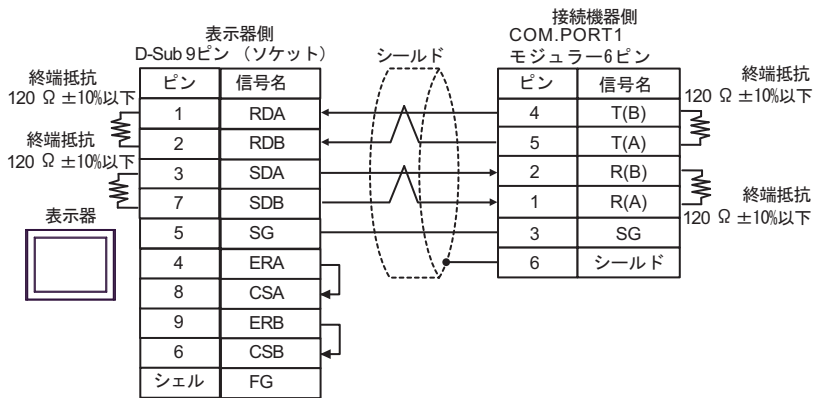 表示器側
D-Sub 9ピン （ソケット）
シールド
接続機器側
COM.PORT1
モジュラー6ピン
終端抵抗
120 Ω ±10%以下
終端抵抗
120 Ω ±10%以下
表示器
ピン 信号名
1 RDA
2 RDB
3 SDA
7 SDB
5 SG
4 ERA
8 CSA
9 ERB
6 CSB
シェル FG
ピン 信号名
4 T(B)
5 T(A)
2 R(B)
1 R(A)
3 SG
6 シールド
終端抵抗
120 Ω ±10%以下
終端抵抗
120 Ω ±10%以下